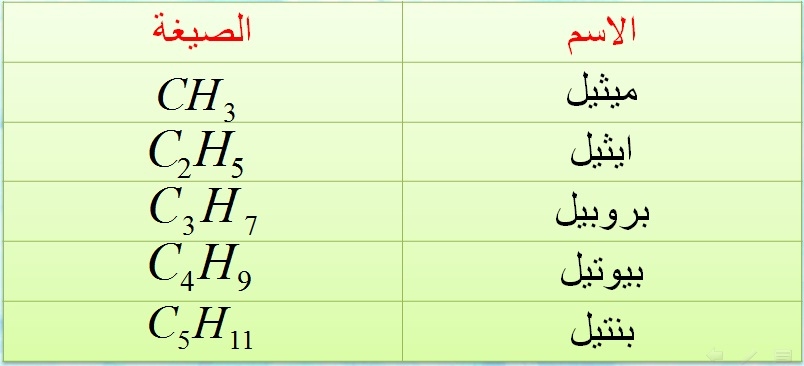 الاسم الصيغة
ميثيل CH₃
ايثيل C₂H₅
بروبيل C₃H₇
بيوتيل C₄H₉
بنتيل C₅H₁₁